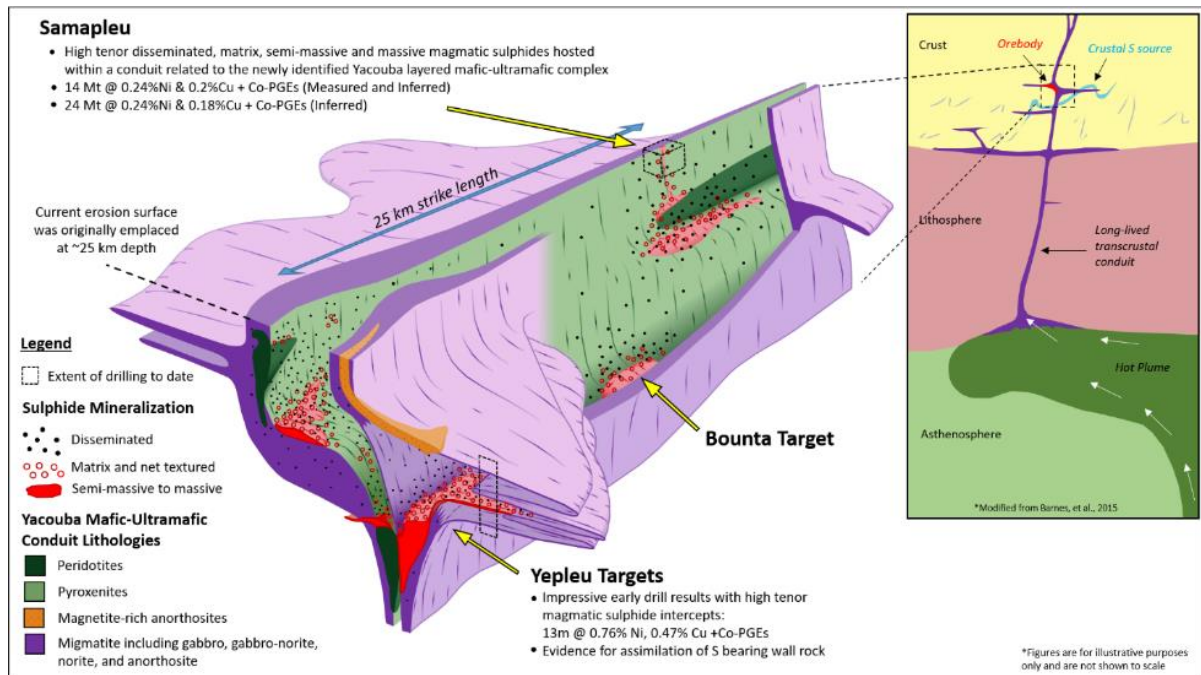 Samapleu
• High tenor disseminated, matrix, semi-massive and massive magmatic sulphides hosted
within a conduit related to the newly identified Yacouba layered mafic-ultramafic complex
• 14 Mt @ 0.24%Ni & 0.2%Cu + Co-PGEs (Measured and Inferred)
• 24 Mt @ 0.24%Ni & 0.18%Cu + Co-PGEs (Inferred)
25 km strike length
Current erosion surface
was originally emplaced
at ~25 km depth
Legend
Extent of drilling to date
Sulphide Mineralization
Disseminated
Matrix and net textured
Semi-massive to massive
Yacouba Mafic-Ultramafic
Conduit Lithologies
Peridotites
Pyroxenites
Magnetite-rich anorthosites
Migmatite including gabbro, gabbro-norite,
norite, and anorthosite
Bounta Target
Yepleu Targets
• Impressive early drill results with high tenor
magmatic sulphide intercepts:
13m @ 0.76% Ni, 0.47% Cu +Co-PGEs
• Evidence for assimilation of S bearing wall rock
Crust
Orebody
Crustal S source
Lithosphere
Long-lived
transcrustal
conduit
Hot Plume
Asthenosphere
*Modified from Barnes, et al., 2015
*Figures are for illustrative purposes
only and are not shown to scale